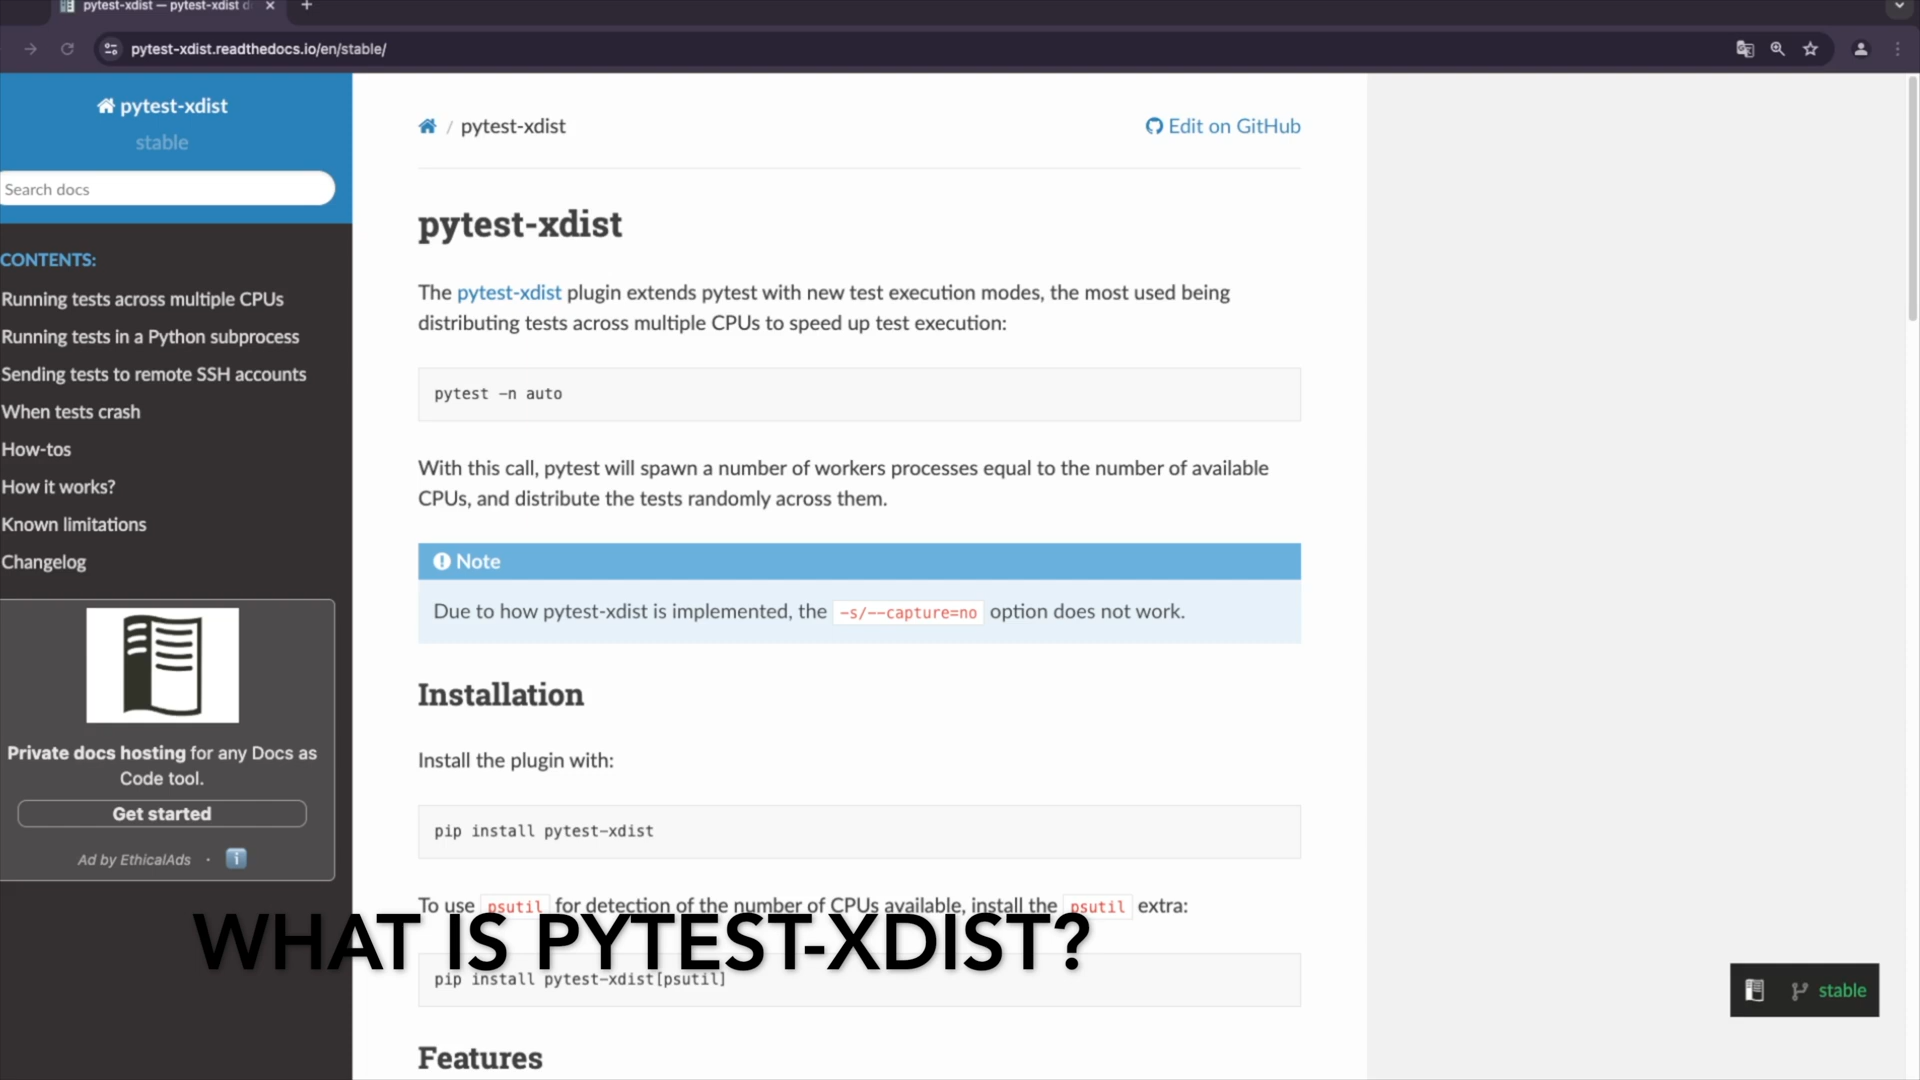 pytest-xdist — pytest-xdist d
pytest-xdist.readthedocs.io/en/stable/
pytest-xdist
stable
Search docs
CONTENTS:
Running tests across multiple CPUs
Running tests in a Python subprocess
Sending tests to remote SSH accounts
When tests crash
How-tos
How it works?
Known limitations
Changelog
Private docs hosting for any Docs as
Code tool.
Get started
Ad by EthicalAds ·
/ pytest-xdist
Edit on GitHub
pytest-xdist
The pytest-xdist plugin extends pytest with new test execution modes, the most used being
distributing tests across multiple CPUs to speed up test execution:
pytest -n auto
With this call, pytest will spawn a number of workers processes equal to the number of available
CPUs, and distribute the tests randomly across them.
Note
Due to how pytest-xdist is implemented, the -s/--capture=no option does not work.
Installation
Install the plugin with:
pip install pytest-xdist
To use psutil for detection of the number of CPUs available, install the psutil extra:
WHAT IS PYTEST-XDIST?
pip install pytest-xdist[psutil]
Features
stable